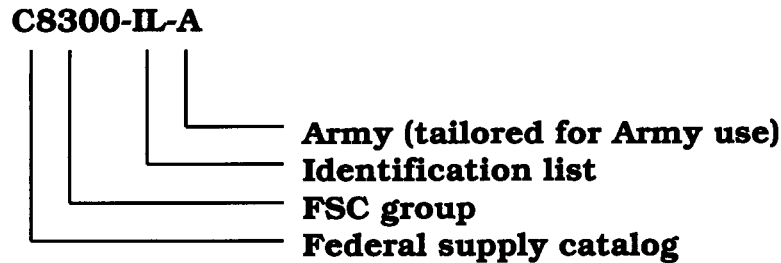 C8300-IL-A
Army (tailored for Army use)
Identification list
FSC group
Federal supply catalog